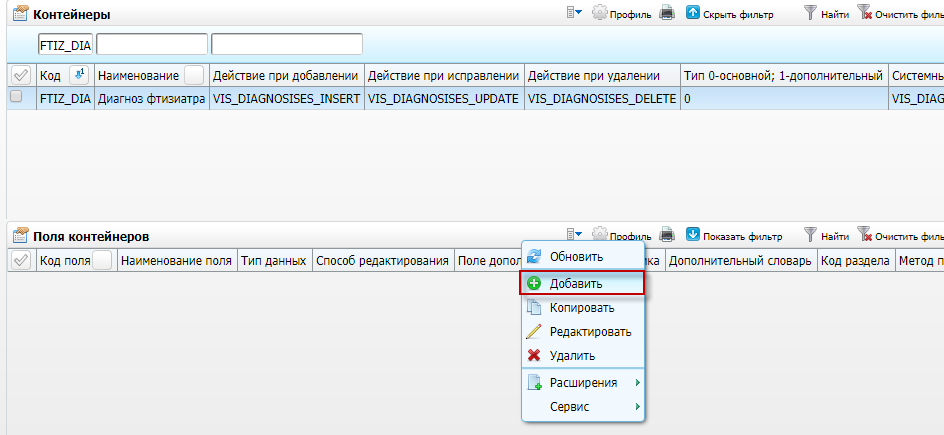 Контейнеры Профиль Скрыть фильтр Найти Очистить филь
FTIZ_DIA
Код Наименование Действие при добавлении Действие при исправлении Действие при удалении Тип 0-основной; 1-дополнительный Системны
FTIZ_DIA Диагноз фтизиатра VIS_DIAGNOSISES_INSERT VIS_DIAGNOSISES_UPDATE VIS_DIAGNOSISES_DELETE 0 VIS_DIAG
Поля контейнеров Профиль Показать фильтр Найти Очистить фил
Код поля Наименование поля Тип данных Способ редактирования Поле допол ка Дополнительный словарь Код раздела Метод п
Обновить
Добавить
Копировать
Редактировать
Удалить
Расширения
Сервис